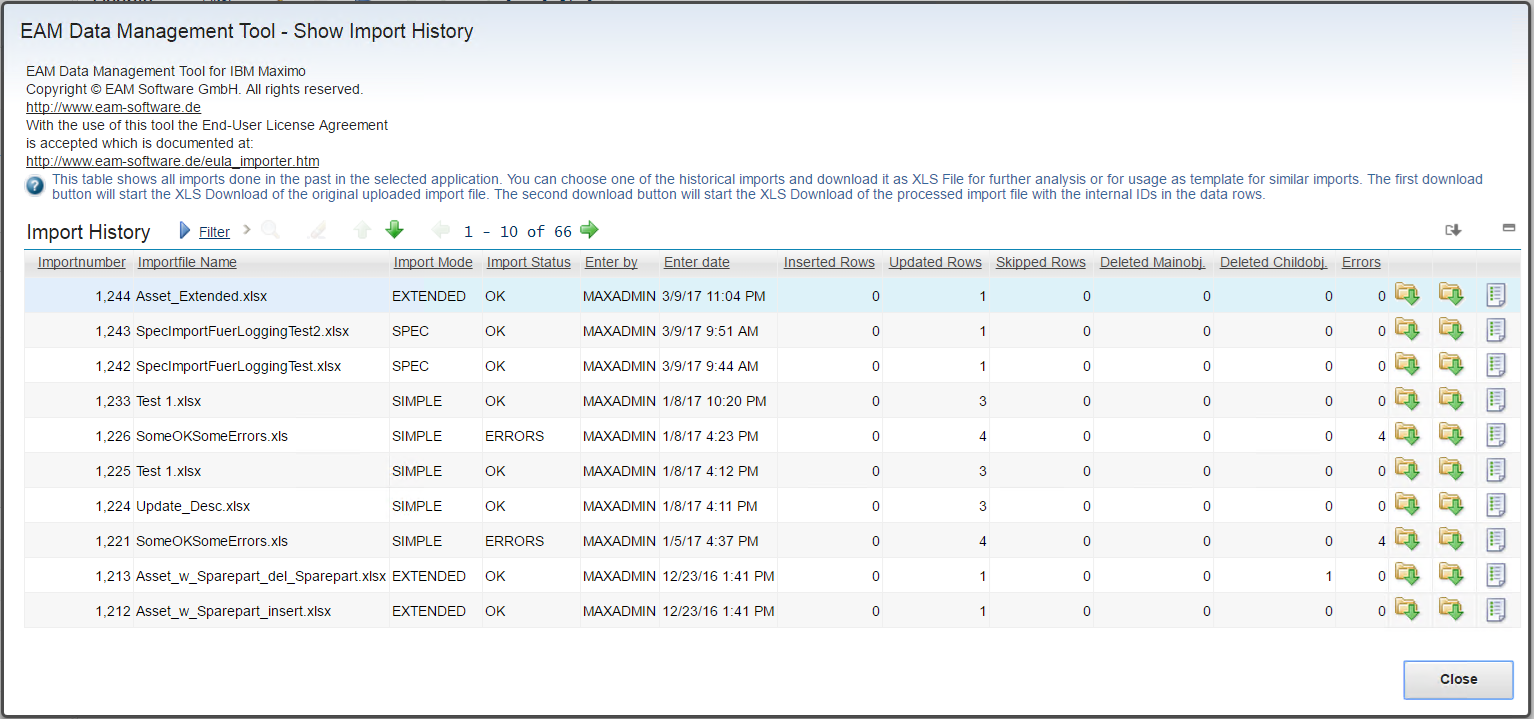 EAM Data Management Tool - Show Import History
EAM Data Management Tool for IBM Maximo
Copyright © EAM Software GmbH. All rights reserved.
http://www.eam-software.de
With the use of this tool the End-User License Agreement
is accepted which is documented at:
http://www.eam-software.de/eula_importer.htm
This table shows all imports done in the past in the selected application. You can choose one of the historical imports and download it as XLS File for further analysis or for usage as template for similar imports. The first download
button will start the XLS Download of the original uploaded import file. The second download button will start the XLS Download of the processed import file with the internal IDs in the data rows.
Import History Filter 1 - 10 of 66
Importnumber Importfile Name Import Mode Import Status Enter by Enter date Inserted Rows Updated Rows Skipped Rows Deleted Mainobj. Deleted Childobj. Errors
1,244 Asset_Extended.xlsx EXTENDED OK MAXADMIN 3/9/17 11:04 PM 0 1 0 0 0 0
1,243 SpecImportFuerLoggingTest2.xlsx SPEC OK MAXADMIN 3/9/17 9:51 AM 0 1 0 0 0 0
1,242 SpecImportFuerLoggingTest.xlsx SPEC OK MAXADMIN 3/9/17 9:44 AM 0 1 0 0 0 0
1,233 Test 1.xlsx SIMPLE OK MAXADMIN 1/8/17 10:20 PM 0 3 0 0 0 0
1,226 SomeOKSomeErrors.xls SIMPLE ERRORS MAXADMIN 1/8/17 4:23 PM 0 4 0 0 0 4
1,225 Test 1.xlsx SIMPLE OK MAXADMIN 1/8/17 4:12 PM 0 3 0 0 0 0
1,224 Update_Desc.xlsx SIMPLE OK MAXADMIN 1/8/17 4:11 PM 0 3 0 0 0 0
1,221 SomeOKSomeErrors.xls SIMPLE ERRORS MAXADMIN 1/5/17 4:37 PM 0 4 0 0 0 4
1,213 Asset_w_Sparepart_del_Sparepart.xlsx EXTENDED OK MAXADMIN 12/23/16 1:41 PM 0 1 0 0 1 0
1,212 Asset_w_Sparepart_insert.xlsx EXTENDED OK MAXADMIN 12/23/16 1:41 PM 0 1 0 0 0 0
Close